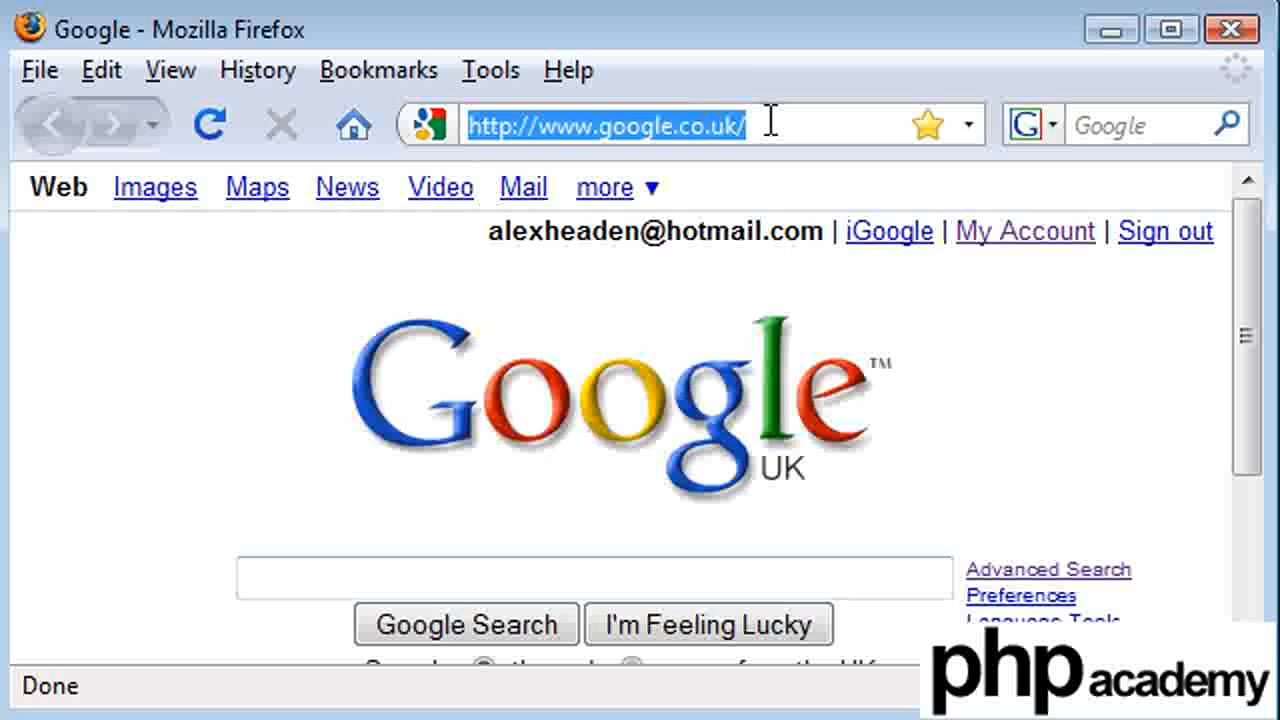 Google - Mozilla Firefox
File Edit View History Bookmarks Tools Help
http://www.google.co.uk/ G Google
Web Images Maps News Video Mail more ▼
alexheaden@hotmail.com | iGoogle | My Account | Sign out
Google™
UK
Advanced Search
Preferences
Language Tools
Google Search I'm Feeling Lucky
Done
php academy